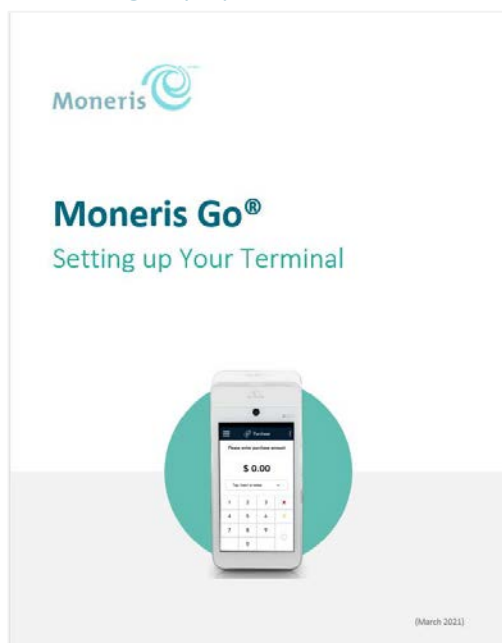 Moneris
Moneris Go®
Setting up Your Terminal
Purchase
Please enter purchase amount
$ 0.00
1 2 3
4 5 6
7 8 9
0
(March 2021)